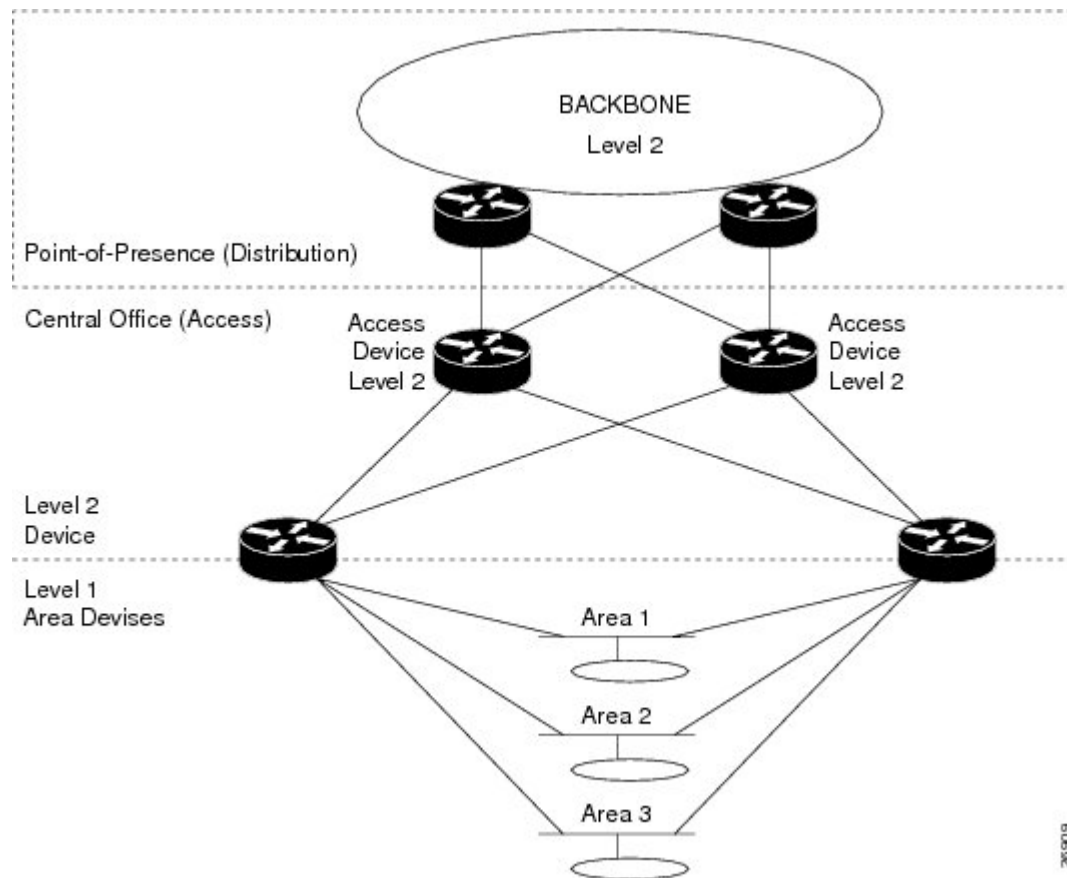 BACKBONE
Level 2
Point-of-Presence (Distribution)
Central Office (Access)
Access
Device
Level 2
Access
Device
Level 2
Level 2
Device
Level 1
Area Devises
Area 1
Area 2
Area 3